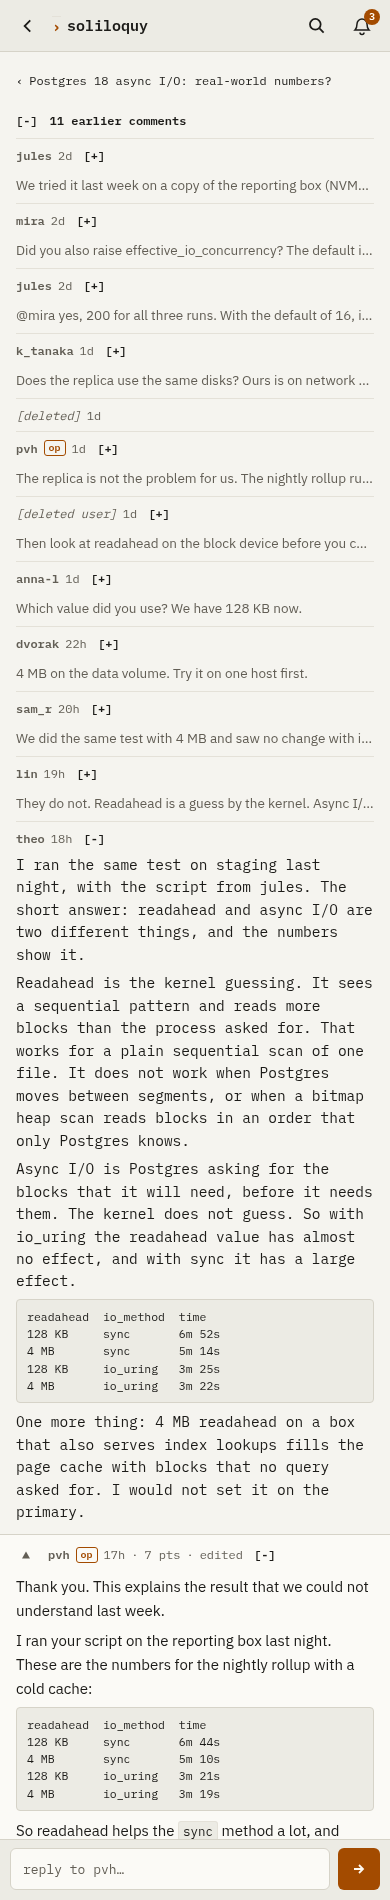 › soliloquy
3
‹ Postgres 18 async I/O: real-world numbers?
[-] 11 earlier comments
jules 2d [+]
We tried it last week on a copy of the reporting box (NVM…
mira 2d [+]
Did you also raise effective_io_concurrency? The default i…
jules 2d [+]
@mira yes, 200 for all three runs. With the default of 16, i…
k_tanaka 1d [+]
Does the replica use the same disks? Ours is on network …
[deleted] 1d
pvh op 1d [+]
The replica is not the problem for us. The nightly rollup ru…
[deleted user] 1d [+]
Then look at readahead on the block device before you c…
anna-l 1d [+]
Which value did you use? We have 128 KB now.
dvorak 22h [+]
4 MB on the data volume. Try it on one host first.
sam_r 20h [+]
We did the same test with 4 MB and saw no change with i…
lin 19h [+]
They do not. Readahead is a guess by the kernel. Async I/…
theo 18h [-]
I ran the same test on staging last
night, with the script from jules. The
short answer: readahead and async I/O are
two different things, and the numbers
show it.
Readahead is the kernel guessing. It sees
a sequential pattern and reads more
blocks than the process asked for. That
works for a plain sequential scan of one
file. It does not work when Postgres
moves between segments, or when a bitmap
heap scan reads blocks in an order that
only Postgres knows.
Async I/O is Postgres asking for the
blocks that it will need, before it needs
them. The kernel does not guess. So with
io_uring the readahead value has almost
no effect, and with sync it has a large
effect.
readahead io_method time
128 KB sync 6m 52s
4 MB sync 5m 14s
128 KB io_uring 3m 25s
4 MB io_uring 3m 22s
One more thing: 4 MB readahead on a box
that also serves index lookups fills the
page cache with blocks that no query
asked for. I would not set it on the
primary.
▲ pvh op 17h · 7 pts · edited [-]
Thank you. This explains the result that we could not
understand last week.
I ran your script on the reporting box last night.
These are the numbers for the nightly rollup with a
cold cache:
readahead io_method time
128 KB sync 6m 44s
4 MB sync 5m 10s
128 KB io_uring 3m 21s
4 MB io_uring 3m 19s
So readahead helps the sync method a lot, and
reply to pvh…